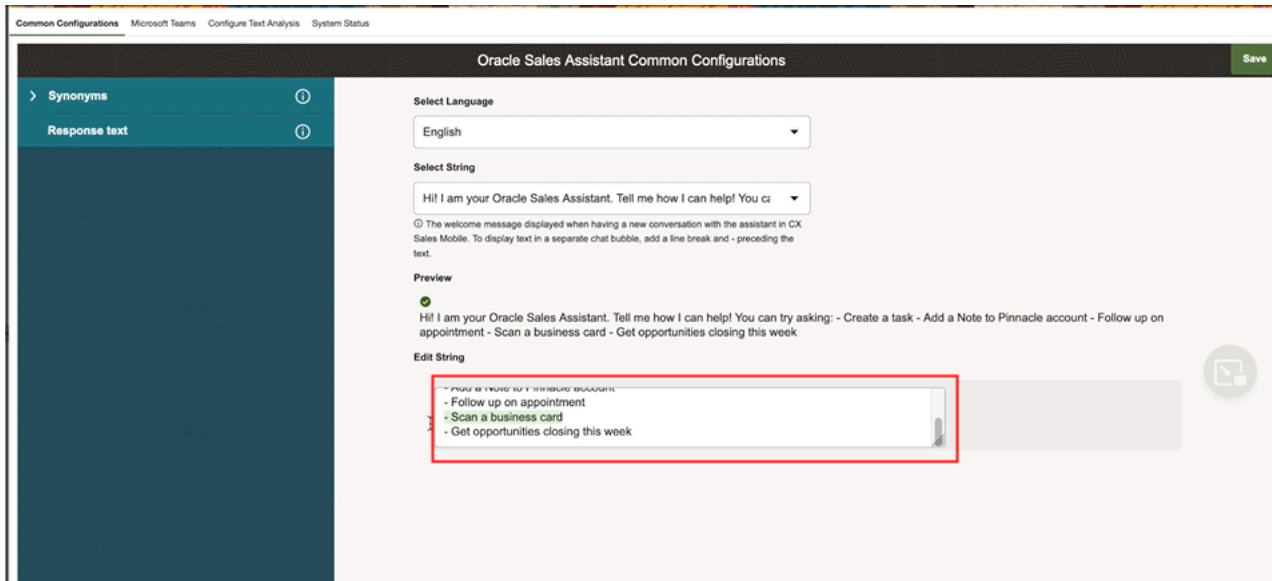 Common Configurations Microsoft Teams Configure Text Analysis System Status
Oracle Sales Assistant Common Configurations
Save
Synonyms
Response text
Select Language
English
Select String
Hi! I am your Oracle Sales Assistant. Tell me how I can help! You ca
The welcome message displayed when having a new conversation with the assistant in CX
Sales Mobile. To display text in a separate chat bubble, add a line break and - preceding the
text.
Preview
Hi! I am your Oracle Sales Assistant. Tell me how I can help! You can try asking: - Create a task - Add a Note to Pinnacle account - Follow up on
appointment - Scan a business card - Get opportunities closing this week
Edit String
- Add a Note to Pinnacle account
- Follow up on appointment
- Scan a business card
- Get opportunities closing this week